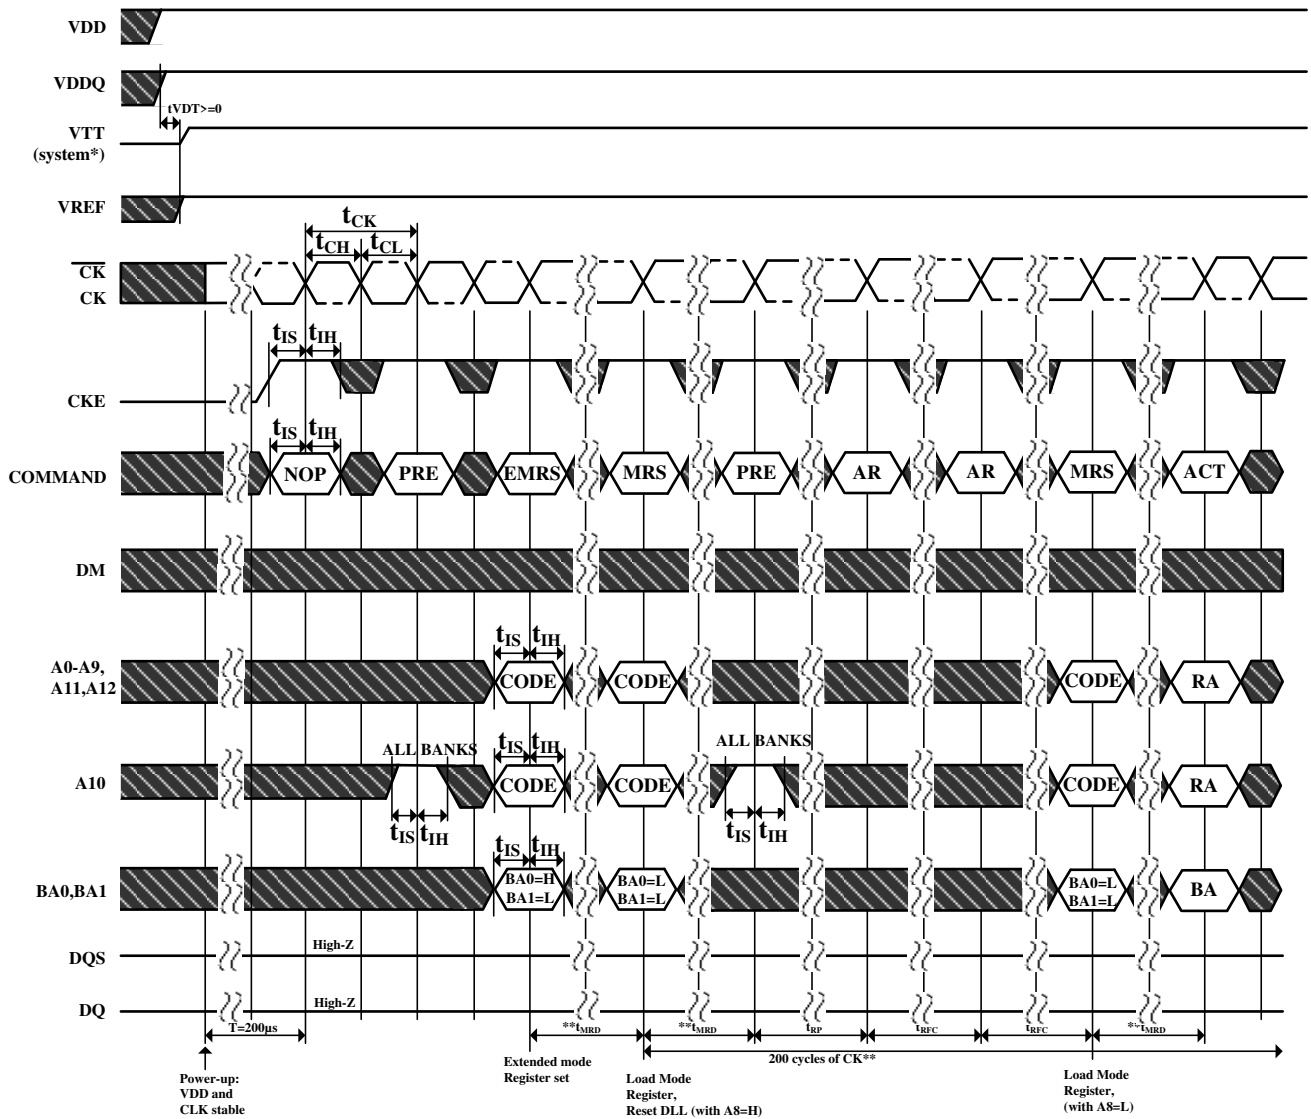 VDD
VDDQ
tVDT>=0
VTT
(system*)
VREF
tCK
tCH tCL
CK
CK
tIS tIH
CKE
tIS tIH
COMMAND NOP PRE EMRS MRS PRE AR AR MRS ACT
DM
tIS tIH
A0-A9,
A11,A12 CODE CODE CODE RA
ALL BANKS tIS tIH ALL BANKS
A10 CODE CODE CODE RA
tIS tIH tIS tIH
tIS tIH
BA0,BA1 BA0=H BA1=L BA0=L BA1=L BA0=L BA1=L BA
High-Z
DQS
High-Z
DQ
T=200µs **tMRD **tMRD tRP tRFC tRFC **tMRD
200 cycles of CK**
Power-up:
VDD and
CLK stable
Extended mode
Register set
Load Mode
Register,
Reset DLL (with A8=H)
Load Mode
Register,
(with A8=L)